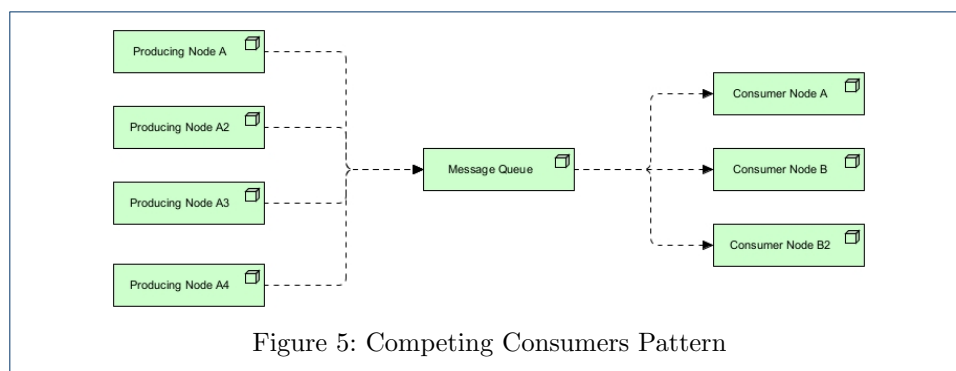 Producing Node A
Producing Node A2
Producing Node A3
Producing Node A4
Message Queue
Consumer Node A
Consumer Node B
Consumer Node B2
Figure 5: Competing Consumers Pattern